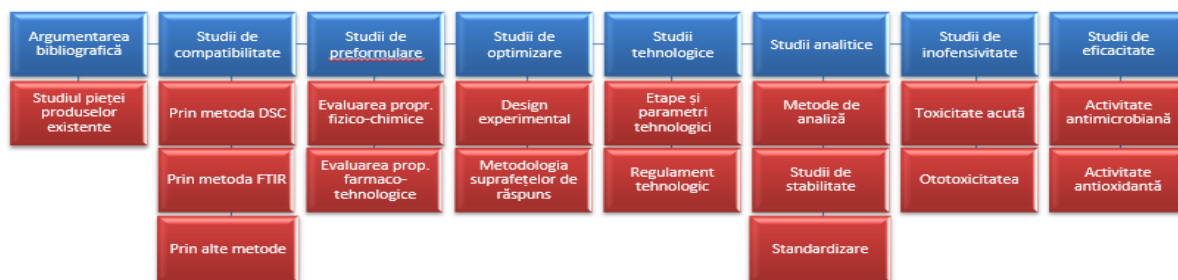 Argumentarea
bibliografică
Studiul pieței
produselor
existente
Studii de
compatibilitate
Prin metoda DSC
Prin metoda FTIR
Prin alte metode
Studii de
preformulare
Evaluarea propr.
fizico-chimice
Evaluarea prop.
farmaco-
tehnologice
Studii de
optimizare
Design
experimental
Metodologia
suprafețelor de
răspuns
Studii
tehnologice
Etape și
parametri
tehnologici
Regulament
tehnologic
Studii analitice
Metode de
analiză
Studii de
stabilitate
Standardizare
Studii de
inofensivitate
Toxicitate acută
Ototoxicitatea
Studii de
eficacitate
Activitate
antimicrobiană
Activitate
antioxidantă